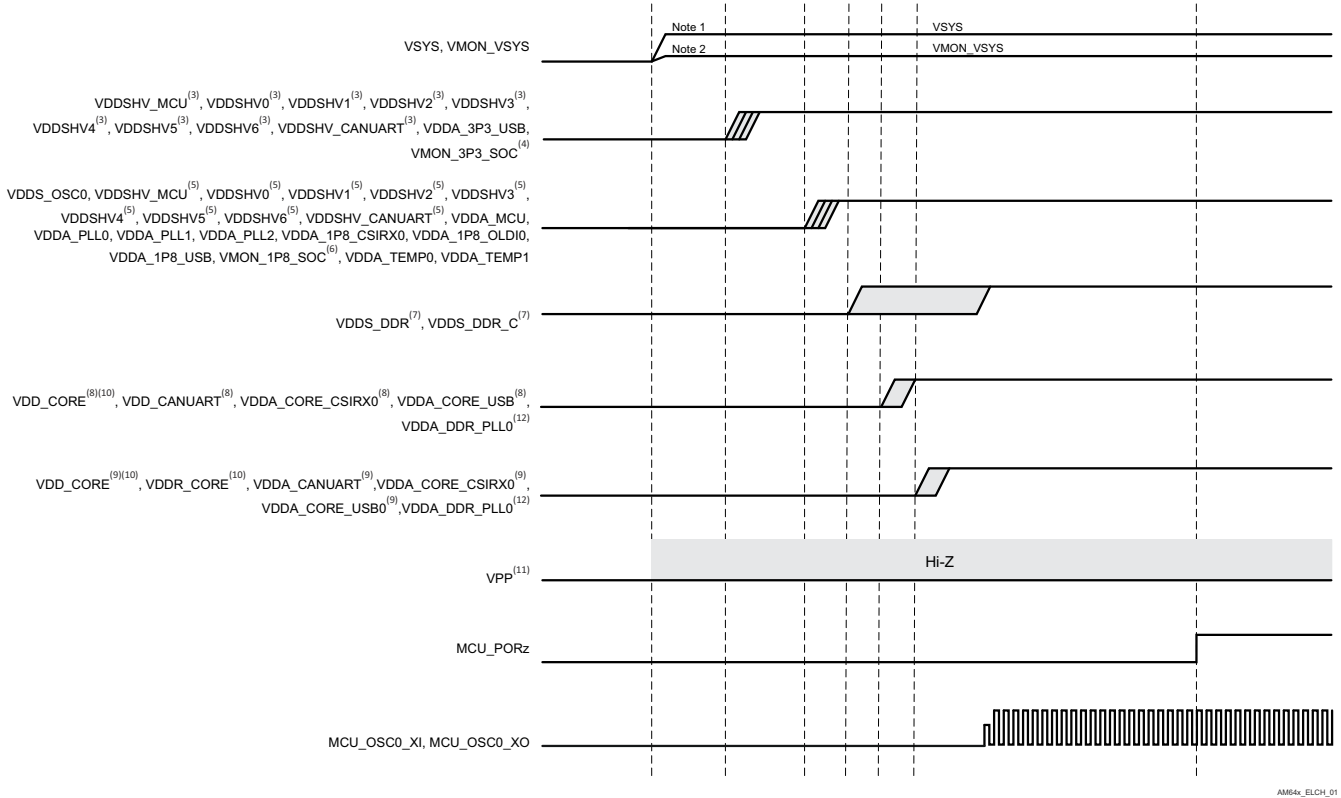 Note 1
VSYS
VSYS, VMON_VSYS
Note 2
VMON_VSYS
VDDSHV_MCU(3), VDDSHV0(3), VDDSHV1(3), VDDSHV2(3), VDDSHV3(3),
VDDSHV4(3), VDDSHV5(3), VDDSHV6(3), VDDSHV_CANUART(3), VDDA_3P3_USB,
VMON_3P3_SOC(4)
VDDS_OSC0, VDDSHV_MCU(5), VDDSHV0(5), VDDSHV1(5), VDDSHV2(5), VDDSHV3(5),
VDDSHV4(5), VDDSHV5(5), VDDSHV6(5), VDDSHV_CANUART(5), VDDA_MCU,
VDDA_PLL0, VDDA_PLL1, VDDA_PLL2, VDDA_1P8_CSIRX0, VDDA_1P8_OLDI0,
VDDA_1P8_USB, VMON_1P8_SOC(6), VDDA_TEMP0, VDDA_TEMP1
VDDS_DDR(7), VDDS_DDR_C(7)
VDD_CORE(8)(10), VDD_CANUART(8), VDDA_CORE_CSIRX0(8), VDDA_CORE_USB(8),
VDDA_DDR_PLL0(12)
VDD_CORE(9)(10), VDDR_CORE(10), VDDA_CANUART(9),VDDA_CORE_CSIRX0(9),
VDDA_CORE_USB0(9),VDDA_DDR_PLL0(12)
Hi-Z
VPP(11)
MCU_PORz
MCU_OSC0_XI, MCU_OSC0_XO
AM64x_ELCH_01